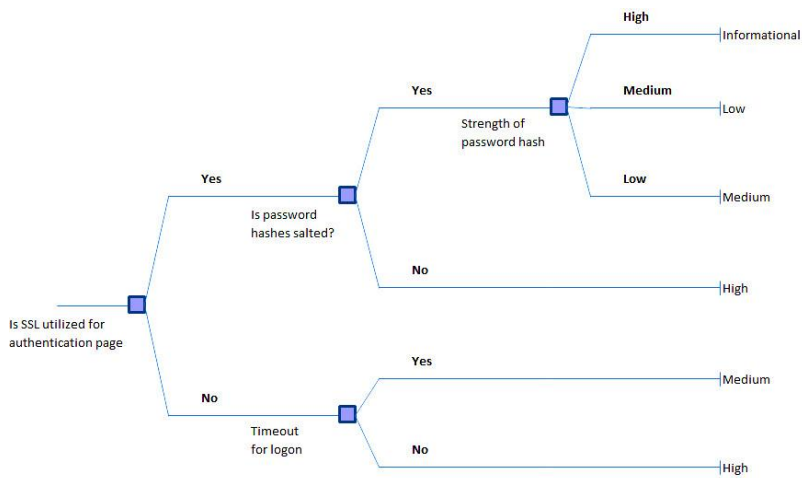 High
Informational
Yes
Medium
Low
Strength of
password hash
Yes
Low
Medium
Is password
hashes salted?
No
High
Is SSL utilized for
authentication page
Yes
Medium
No
Timeout
for logon
No
High